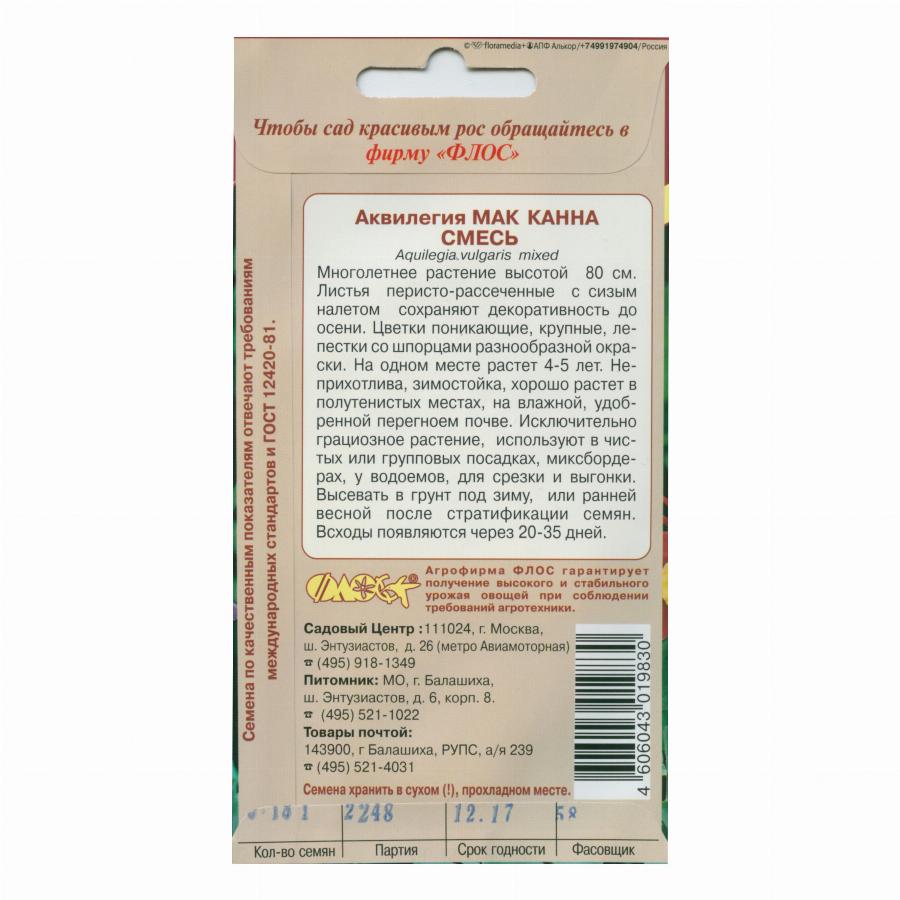 © floramedia+ АПФ Алькор/+74991974904/Россия
Чтобы сад красивым рос обращайтесь в
фирму «ФЛОС»
Аквилегия МАК КАННА
СМЕСЬ
Aquilegia.vulgaris mixed
Многолетнее растение высотой 80 см.
Листья перисто-рассеченные с сизым
налетом сохраняют декоративность до
осени. Цветки поникающие, крупные, ле-
пестки со шпорцами разнообразной окра-
ски. На одном месте растет 4-5 лет. Не-
прихотлива, зимостойка, хорошо растет в
полутенистых местах, на влажной, удоб-
ренной перегноем почве. Исключительно
грациозное растение, используют в чис-
тых или групповых посадках, миксборде-
рах, у водоемов, для срезки и выгонки.
Высевать в грунт под зиму, или ранней
весной после стратификации семян.
Всходы появляются через 20-35 дней.
Семена по качественным показателям отвечают требованиям
международных стандартов и ГОСТ 12420-81.
ФЛОС®
Агрофирма ФЛОС гарантирует
получение высокого и стабильного
урожая овощей при соблюдении
требований агротехники.
Садовый Центр :111024, г. Москва,
ш. Энтузиастов, д. 26 (метро Авиамоторная)
☎ (495) 918-1349
Питомник: МО, г. Балашиха,
ш. Энтузиастов, д. 6, корп. 8.
☎ (495) 521-1022
Товары почтой:
143900, г Балашиха, РУПС, а/я 239
☎ (495) 521-4031
4 606043 019830
Семена хранить в сухом (!), прохладном месте.
2248 12.17 58
Кол-во семян Партия Срок годности Фасовщик